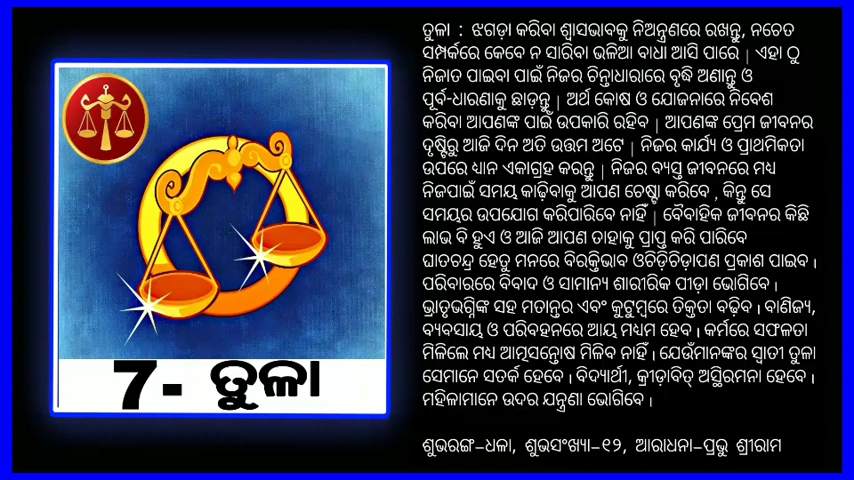 7- ତୁଳା
ତୁଳା : ଝଗଡ଼ା କରିବା ଶ୍ୱାସଭାବକୁ ନିଅନ୍ତ୍ରଣରେ ରଖନ୍ତୁ, ନଚେତ
ସମ୍ପର୍କରେ କେବେ ନ ସାରିବା ଭଳିଆ ବାଧା ଆସି ପାରେ | ଏହା ଠୁ
ନିଜାତ ପାଇବା ପାଇଁ ନିଜର ଚିନ୍ତାଧାରାରେ ବୃଦ୍ଧି ଅଣାନ୍ତୁ ଓ
ପୂର୍ବ-ଧାରଣାକୁ ଛାଡ଼ନ୍ତୁ | ଅର୍ଥ କୋଷ ଓ ଯୋଜନାରେ ନିବେଶ
କରିବା ଆପଣଙ୍କ ପାଇଁ ଉପକାରି ରହିବ | ଆପଣଙ୍କ ପ୍ରେମ ଜୀବନର
ଦୃଷ୍ଟିରୁ ଆଜି ଦିନ ଅତି ଉତ୍ତମ ଅଟେ | ନିଜର କାର୍ଯ୍ୟ ଓ ପ୍ରାଥମିକତା
ଉପରେ ଧ୍ୟାନ ଏକାଗ୍ରହ କରନ୍ତୁ | ନିଜର ବ୍ୟସ୍ତ ଜୀବନରେ ମଧ୍ୟ
ନିଜପାଇଁ ସମୟ କାଢ଼ିବାକୁ ଆପଣ ଚେଷ୍ଟା କରିବେ , କିନ୍ତୁ ସେ
ସମୟର ଉପଯୋଗ କରିପାରିବେ ନାହିଁ | ବୈବାହିକ ଜୀବନର କିଛି
ଲାଭ ବି ହୁଏ ଓ ଆଜି ଆପଣ ତାହାକୁ ପ୍ରାପ୍ତ କରି ପାରିବେ
ଘାତଚନ୍ଦ୍ର ହେତୁ ମନରେ ବିରକ୍ତିଭାବ ଓଚିଡ଼ିଚିଡ଼ାପଣ ପ୍ରକାଶ ପାଇବ।
ପରିବାରରେ ବିବାଦ ଓ ସାମାନ୍ୟ ଶାରୀରିକ ପୀଡ଼ା ଭୋଗିବେ।
ଭ୍ରାତୃଭଗ୍ନିଙ୍କ ସହ ମତାନ୍ତର ଏବଂ କୁଟୁମ୍ବରେ ତିକ୍ତତା ବଢ଼ିବ। ବାଣିଜ୍ୟ,
ବ୍ୟବସାୟ ଓ ପରିବହନରେ ଆୟ ମଧ୍ୟମ ହେବ। କର୍ମରେ ସଫଳତା
ମିଳିଲେ ମଧ୍ୟ ଆତ୍ମସନ୍ତୋଷ ମିଳିବ ନାହିଁ। ଯେଉଁମାନଙ୍କର ସ୍ୱାତୀ ତୁଳା
ସେମାନେ ସତର୍କ ହେବେ। ବିଦ୍ୟାର୍ଥୀ, କ୍ରୀଡ଼ାବିତ୍ ଅସ୍ଥିରମନା ହେବେ।
ମହିଳାମାନେ ଉଦର ଯନ୍ତ୍ରଣା ଭୋଗିବେ।
ଶୁଭରଙ୍ଗ–ଧଳା, ଶୁଭସଂଖ୍ୟା–୧୨, ଆରାଧନା–ପ୍ରଭୁ ଶ୍ରୀରାମ